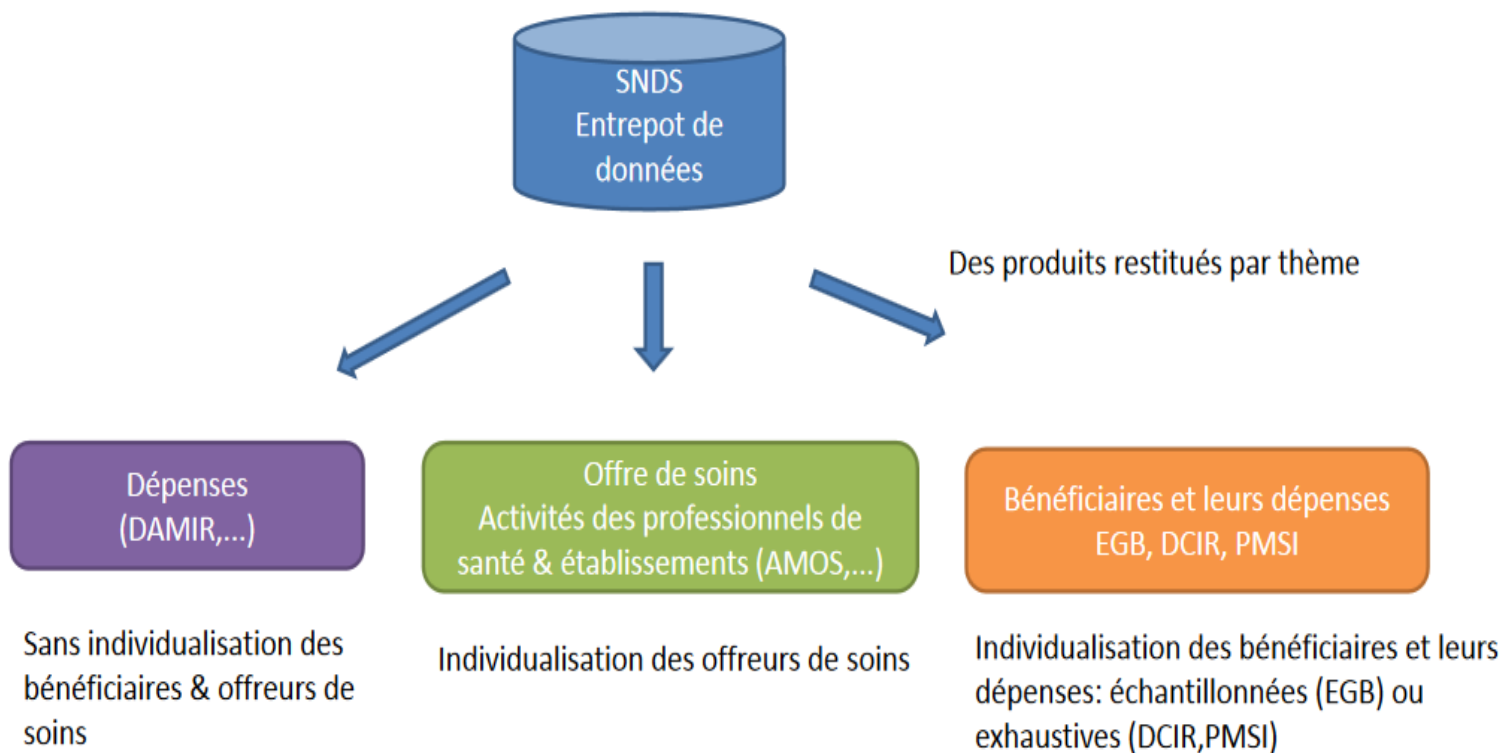 SNDS
Entrepot de
données
Des produits restitués par thème
Dépenses
(DAMIR,...)
Offre de soins
Activités des professionnels de
santé & établissements (AMOS,...)
Bénéficiaires et leurs dépenses
EGB, DCIR, PMSI
Sans individualisation des
bénéficiaires & offreurs de
soins
Individualisation des offreurs de soins
Individualisation des bénéficiaires et leurs
dépenses: échantillonnées (EGB) ou
exhaustives (DCIR,PMSI)